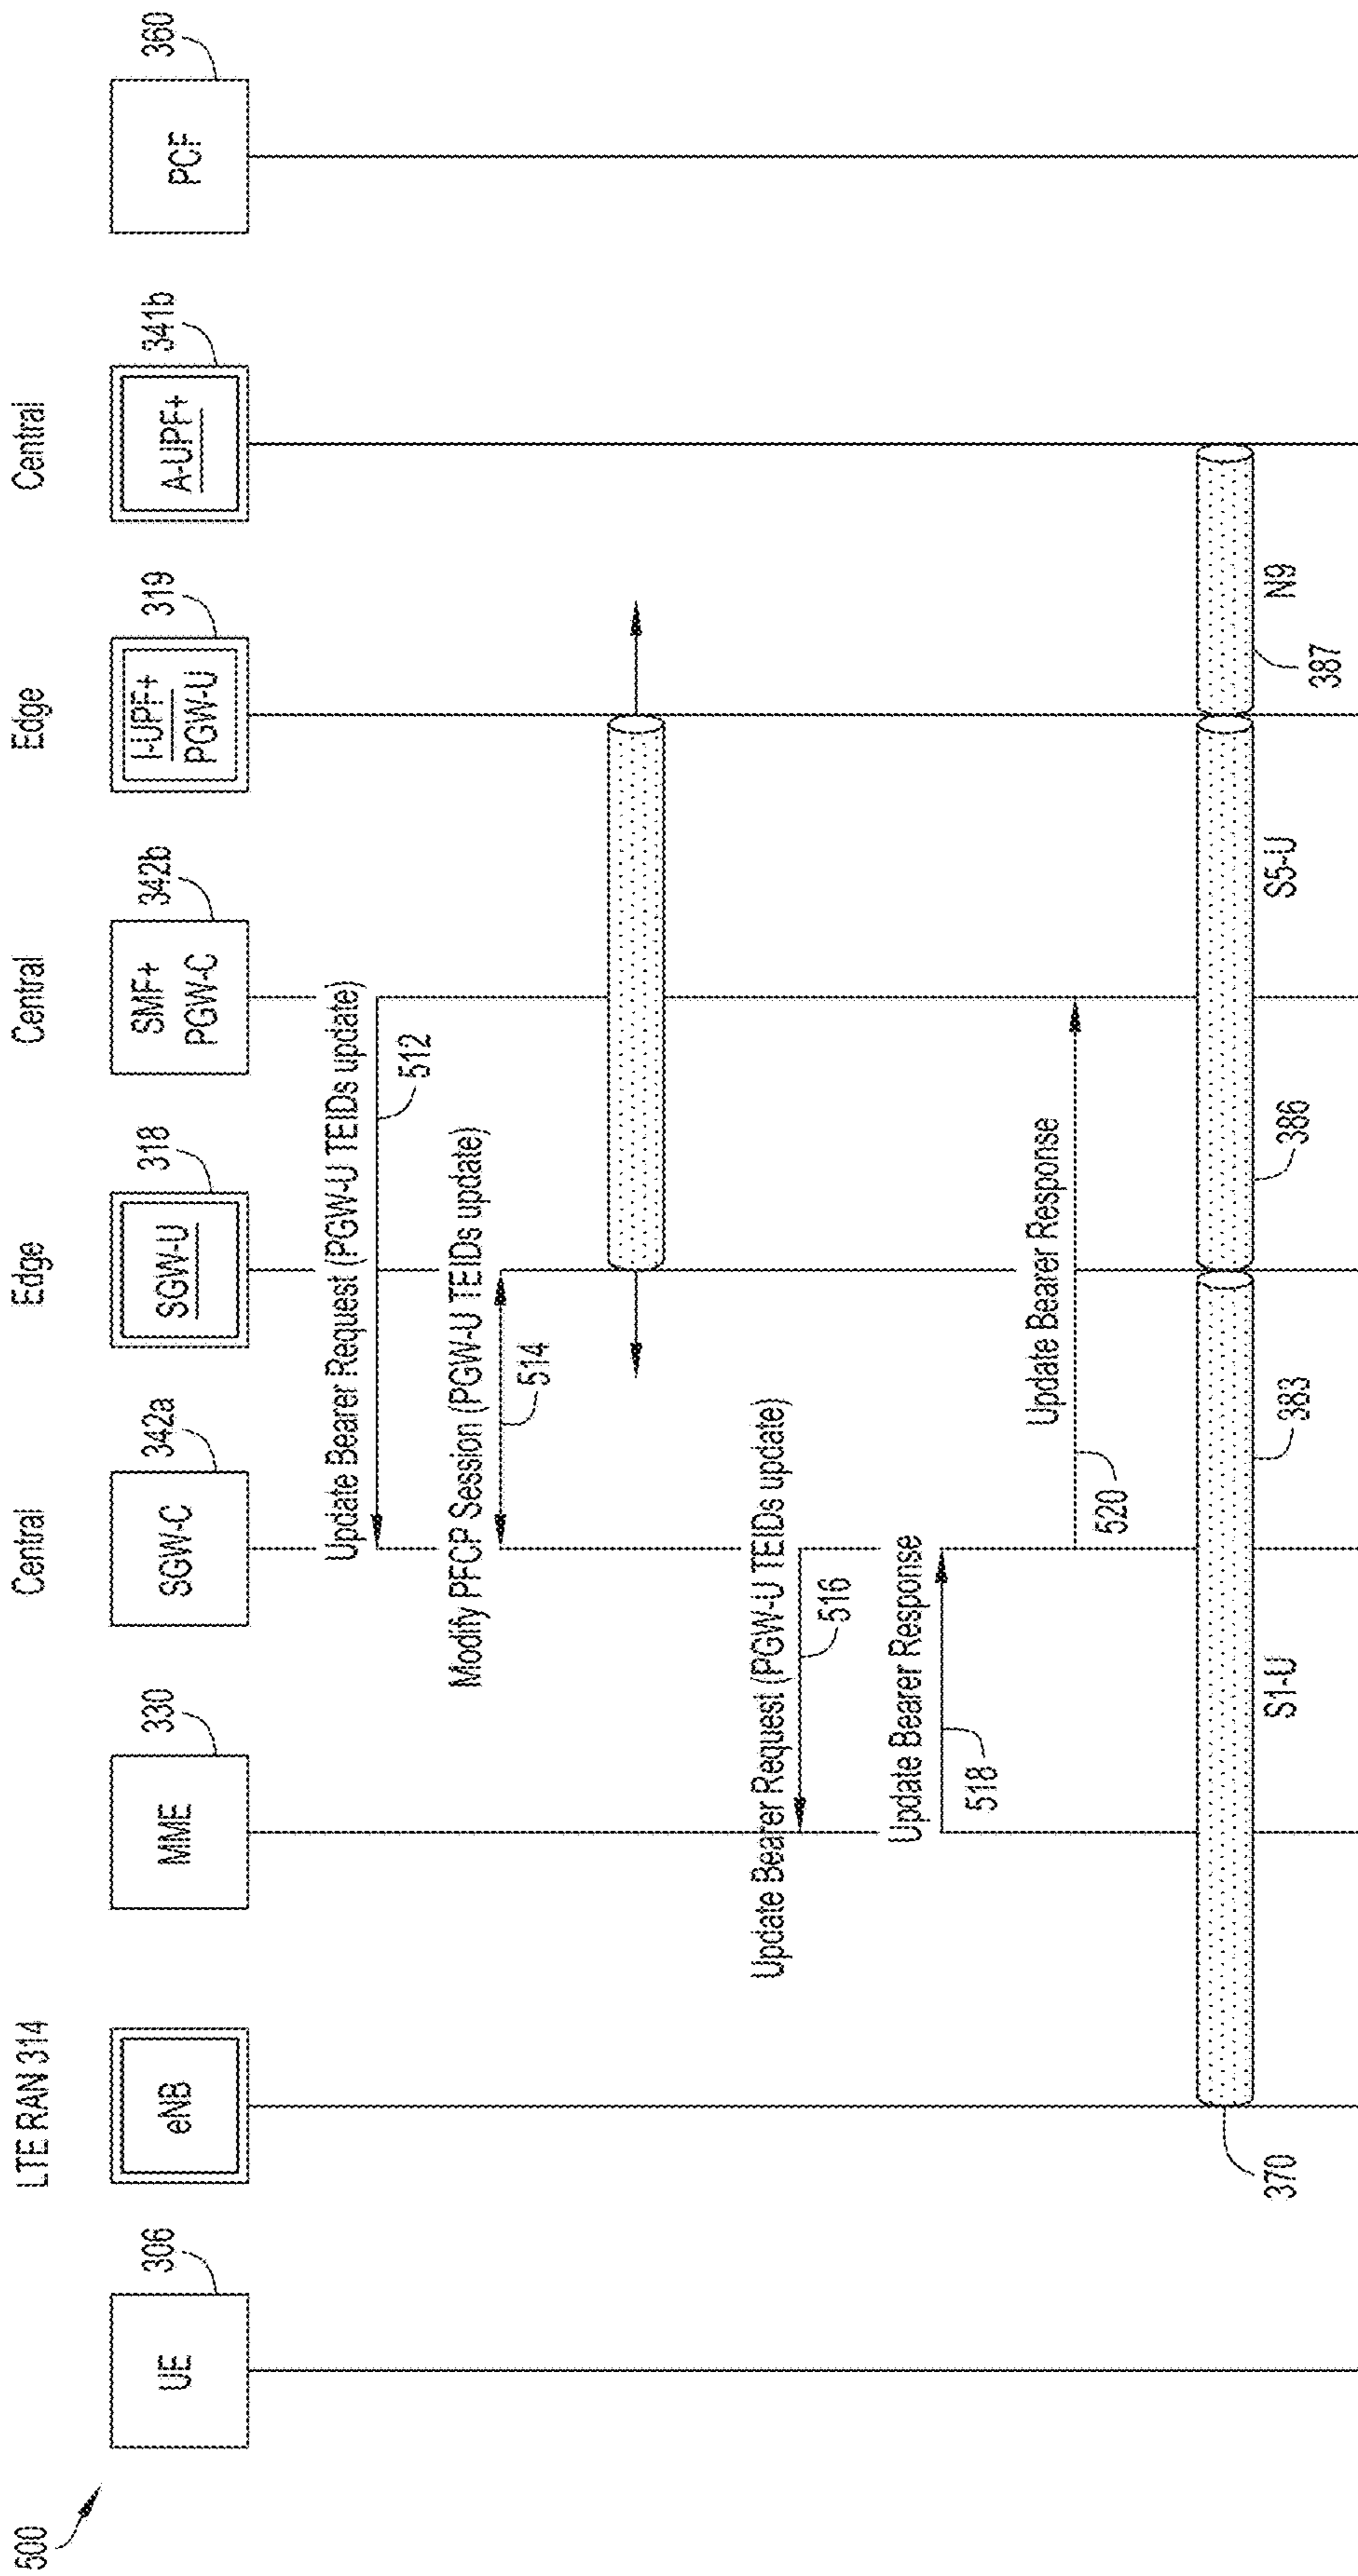 500
LTE RAN 314
Central
Edge
Central
Edge
Central
306
330
342a
318
342b
319
341b
360
UE
eNB
MME
SGW-C
SGW-U
SMF+
PGW-C
I-UPF+
PGW-U
A-UPF+
PCF
Update Bearer Request (PGW-U TEIDs update)
512
Modify PFCP Session (PGW-U TEIDs update)
514
Update Bearer Request (PGW-U TEIDs update)
516
Update Bearer Response
518
Update Bearer Response
520
370
S1-U
383
386
S5-U
387
N9